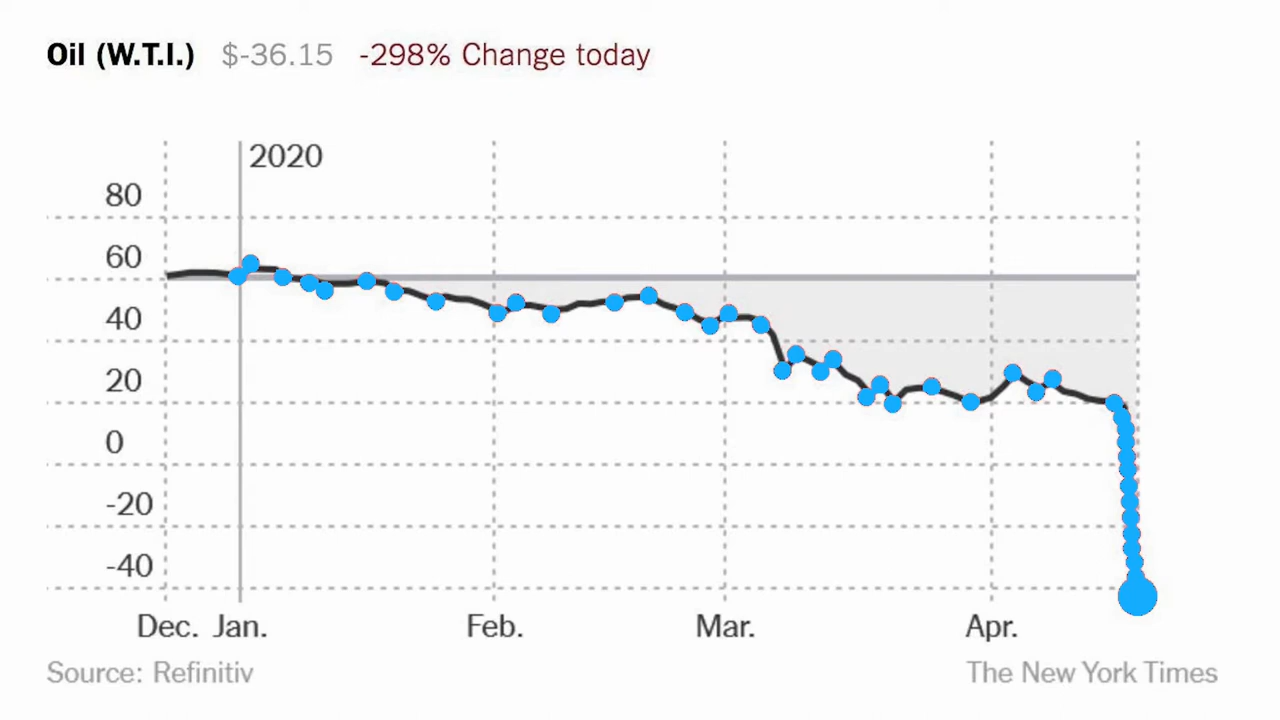 Oil (W.T.I.) $-36.15 -298% Change today
2020
80
60
40
20
0
-20
-40
Dec. Jan. Feb. Mar. Apr.
Source: Refinitiv The New York Times